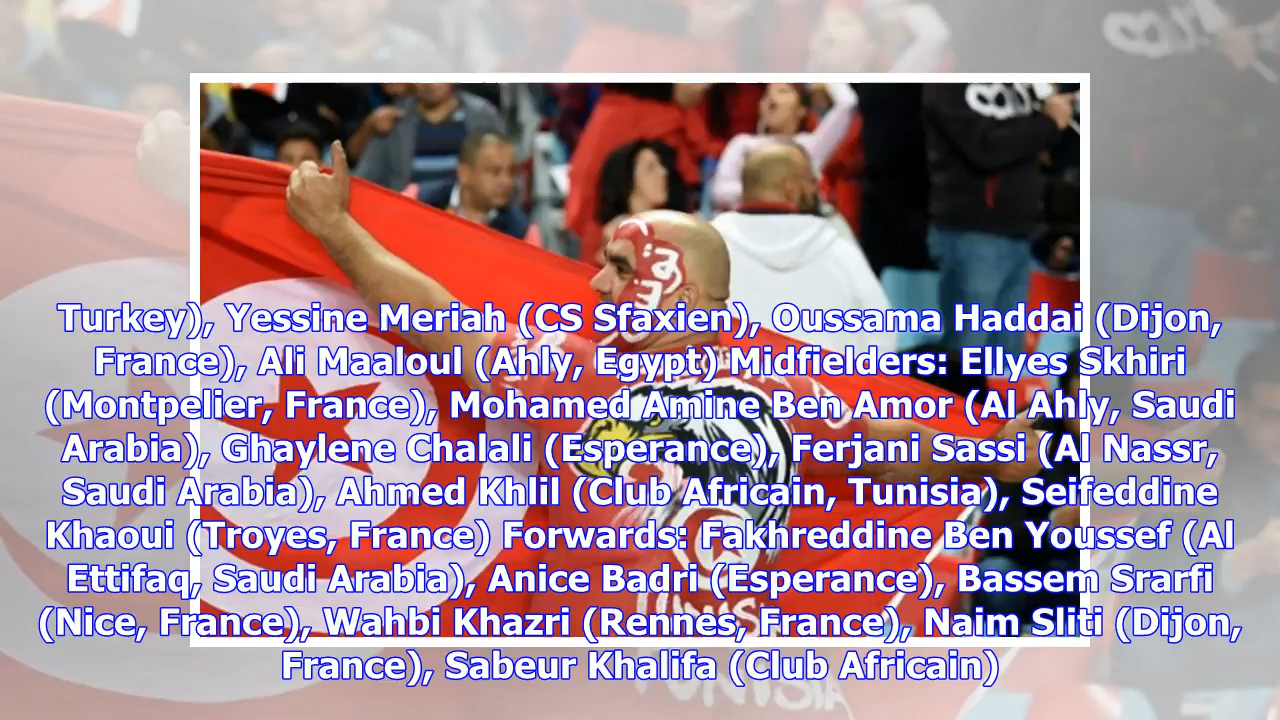 Turkey), Yessine Meriah (CS Sfaxien), Oussama Haddai (Dijon,
France), Ali Maaloul (Ahly, Egypt) Midfielders: Ellyes Skhiri
(Montpelier, France), Mohamed Amine Ben Amor (Al Ahly, Saudi
Arabia), Ghaylene Chalali (Esperance), Ferjani Sassi (Al Nassr,
Saudi Arabia), Ahmed Khlil (Club Africain, Tunisia), Seifeddine
Khaoui (Troyes, France) Forwards: Fakhreddine Ben Youssef (Al
Ettifaq, Saudi Arabia), Anice Badri (Esperance), Bassem Srarfi
(Nice, France), Wahbi Khazri (Rennes, France), Naim Sliti (Dijon,
France), Sabeur Khalifa (Club Africain)